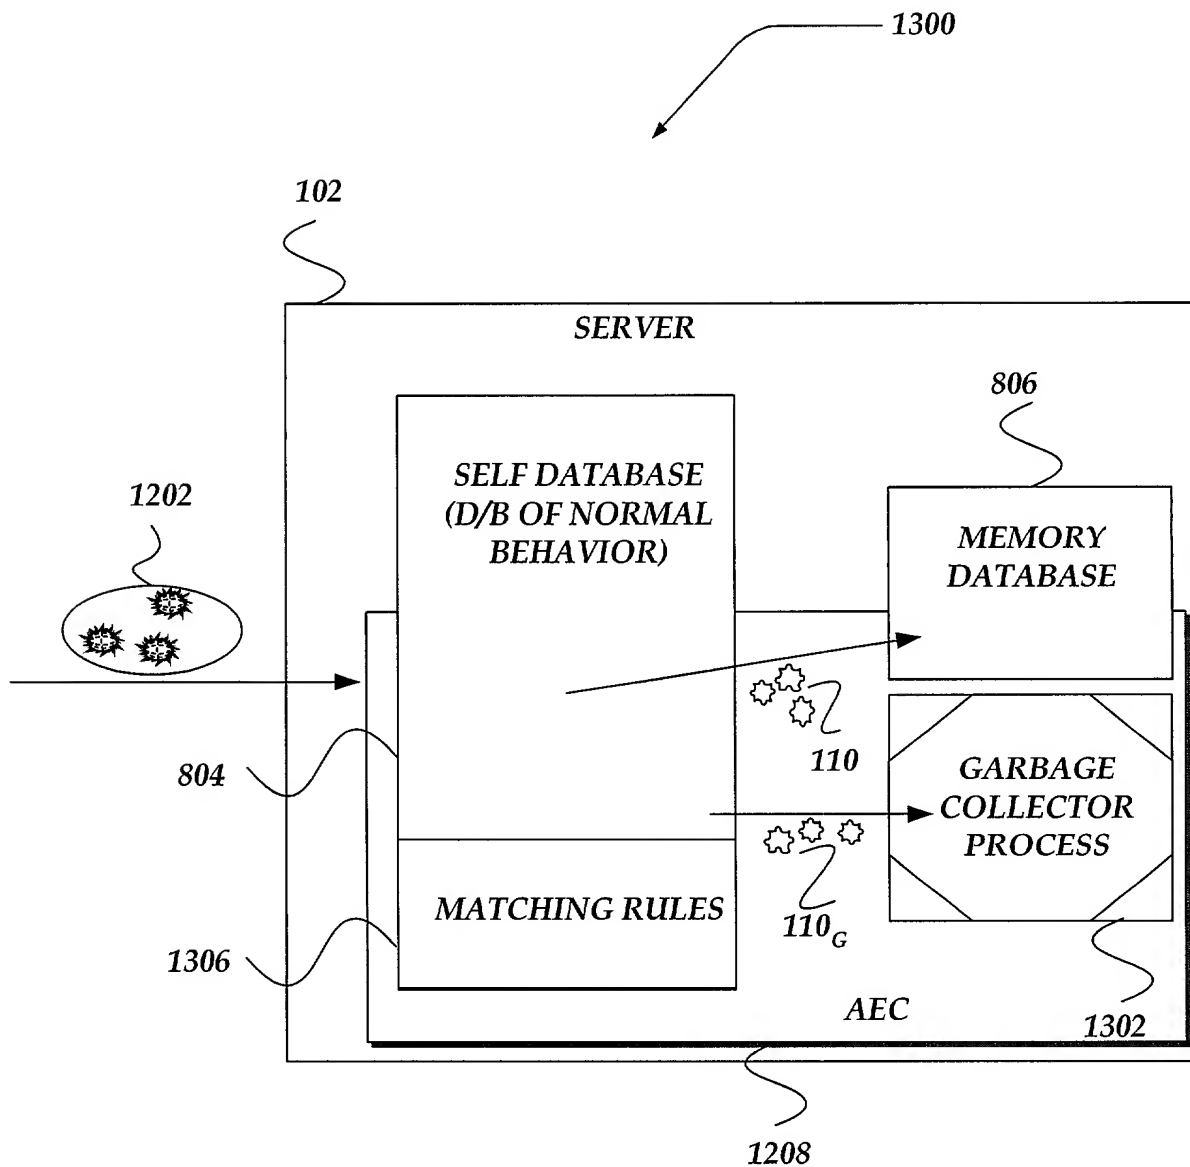 1300
102
SERVER
806
SELF DATABASE
(D/B OF NORMAL
BEHAVIOR)
1202
MEMORY
DATABASE
804
110
GARBAGE
COLLECTOR
PROCESS
MATCHING RULES
110G
1306
AEC
1302
1208